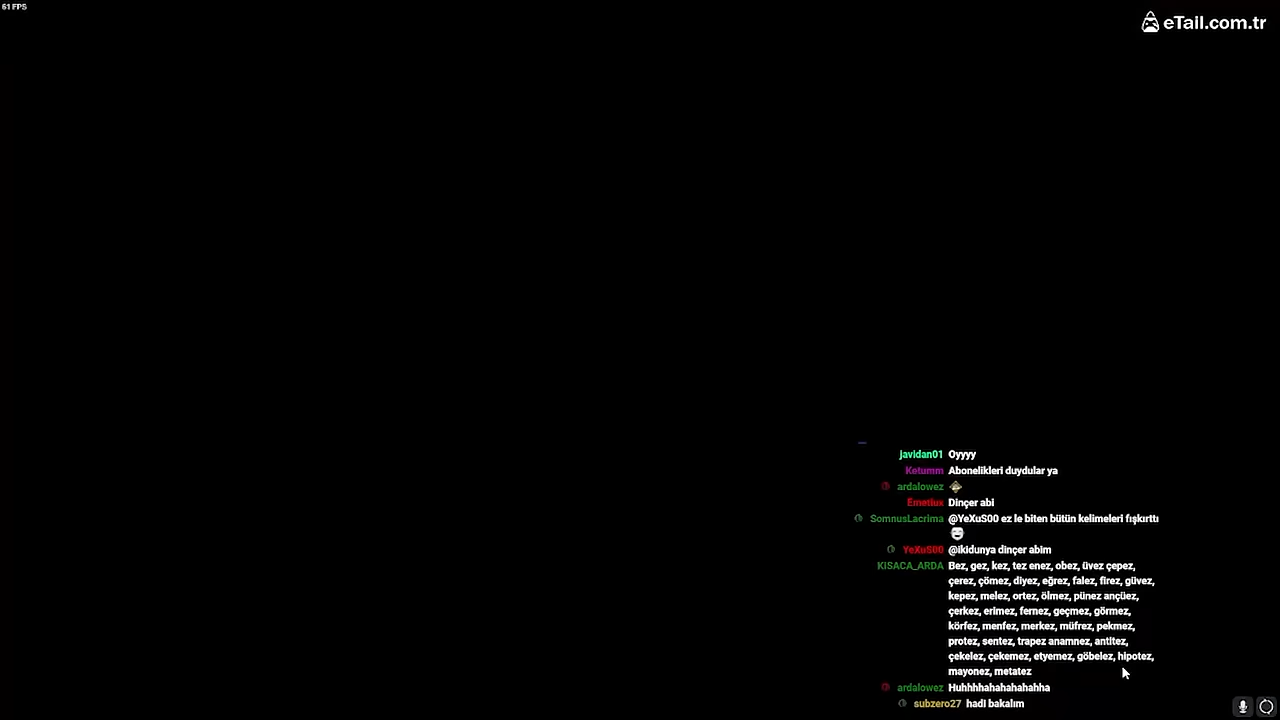 61 FPS
eTail.com.tr
javidan01 Oyyyy
Ketumm Abonelikleri duydular ya
ardalowez
Emetlux Dinçer abi
SomnusLacrima @YeXuS00 ez le biten bütün kelimeleri fışkırttı
YeXuS00 @ikidunya dinçer abim
KISACA_ARDA Bez, gez, kez, tez enez, obez, üvez çepez,
çerez, çömez, diyez, eğrez, falez, firez, güvez,
kepez, melez, ortez, ölmez, pünez ançüez,
çerkez, erimez, fernez, geçmez, görmez,
körfez, menfez, merkez, müfrez, pekmez,
protez, sentez, trapez anamnez, antitez,
çekelez, çekemez, etyemez, göbelez, hipotez,
mayonez, metatez
ardalowez Huhhhhahahahahahha
subzero27 hadi bakalım